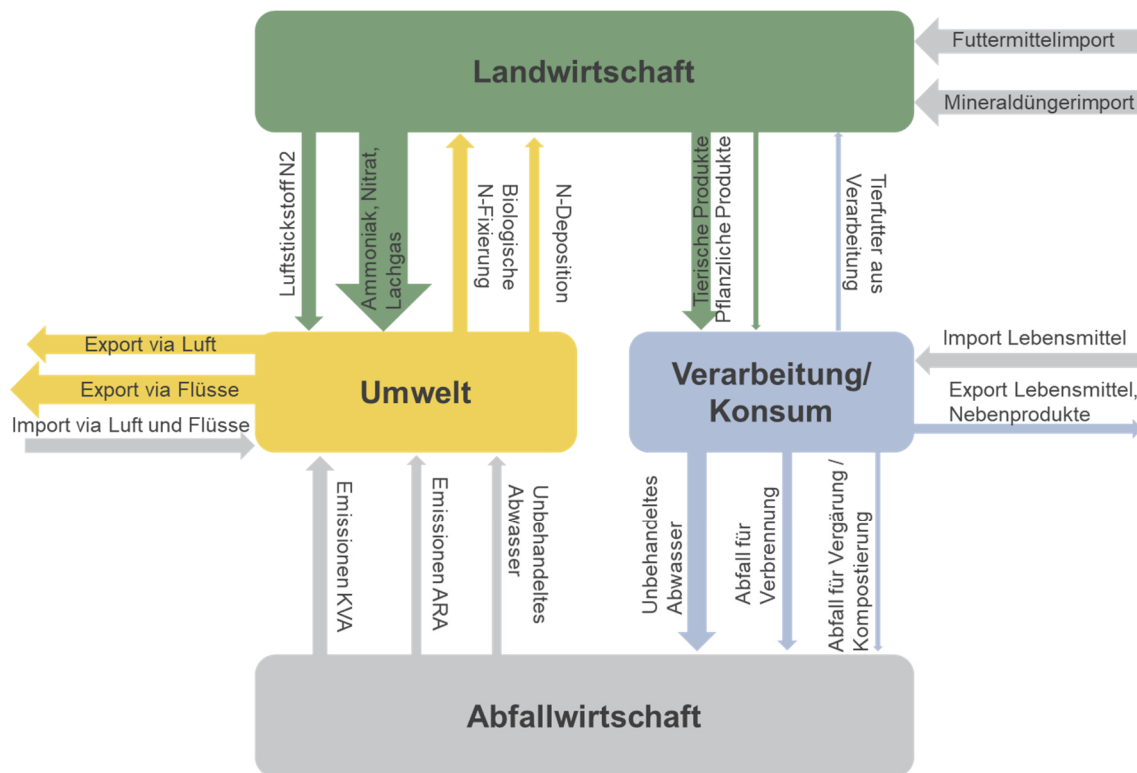 Landwirtschaft
Futtermittelimport
Mineraldüngerimport
Luftstickstoff N2
Ammoniak, Nitrat,
Lachgas
Biologische
N-Fixierung
N-Deposition
Tierische Produkte
Pflanzliche Produkte
Tierfutter aus
Verarbeitung
Export via Luft
Export via Flüsse
Import via Luft und Flüsse
Umwelt
Verarbeitung/
Konsum
Import Lebensmittel
Export Lebensmittel,
Nebenprodukte
Emissionen KVA
Emissionen ARA
Unbehandeltes
Abwasser
Unbehandeltes
Abwasser
Abfall für
Verbrennung
Abfall für Vergärung /
Kompostierung
Abfallwirtschaft